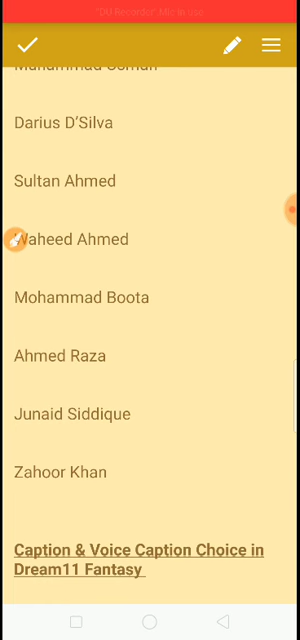 "DU Recorder" Mic in use
Darius D'Silva
Sultan Ahmed
Waheed Ahmed
Mohammad Boota
Ahmed Raza
Junaid Siddique
Zahoor Khan
Caption & Voice Caption Choice in
Dream11 Fantasy